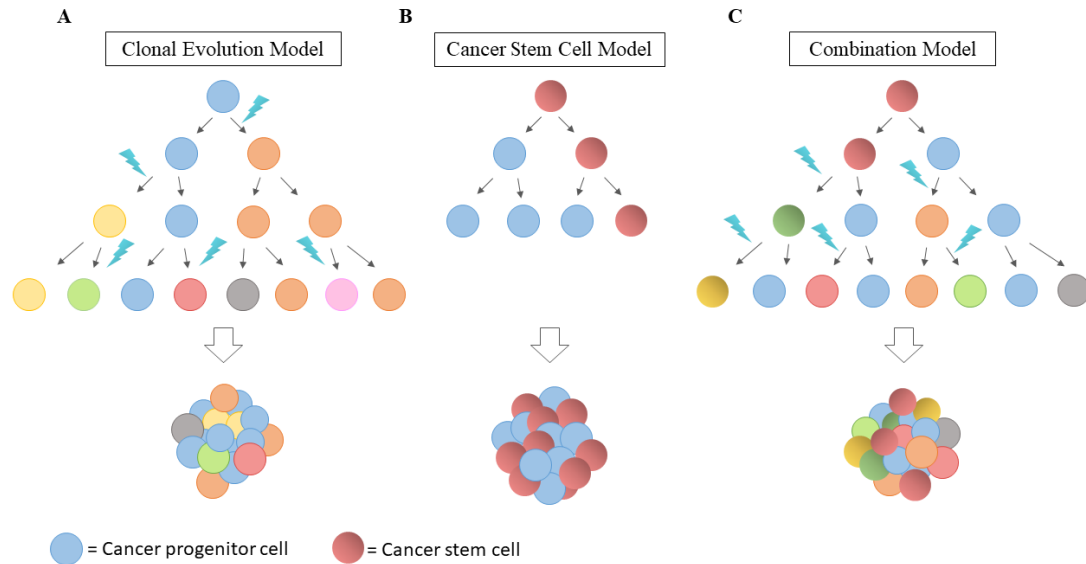 A
Clonal Evolution Model
B
Cancer Stem Cell Model
C
Combination Model
= Cancer progenitor cell
= Cancer stem cell